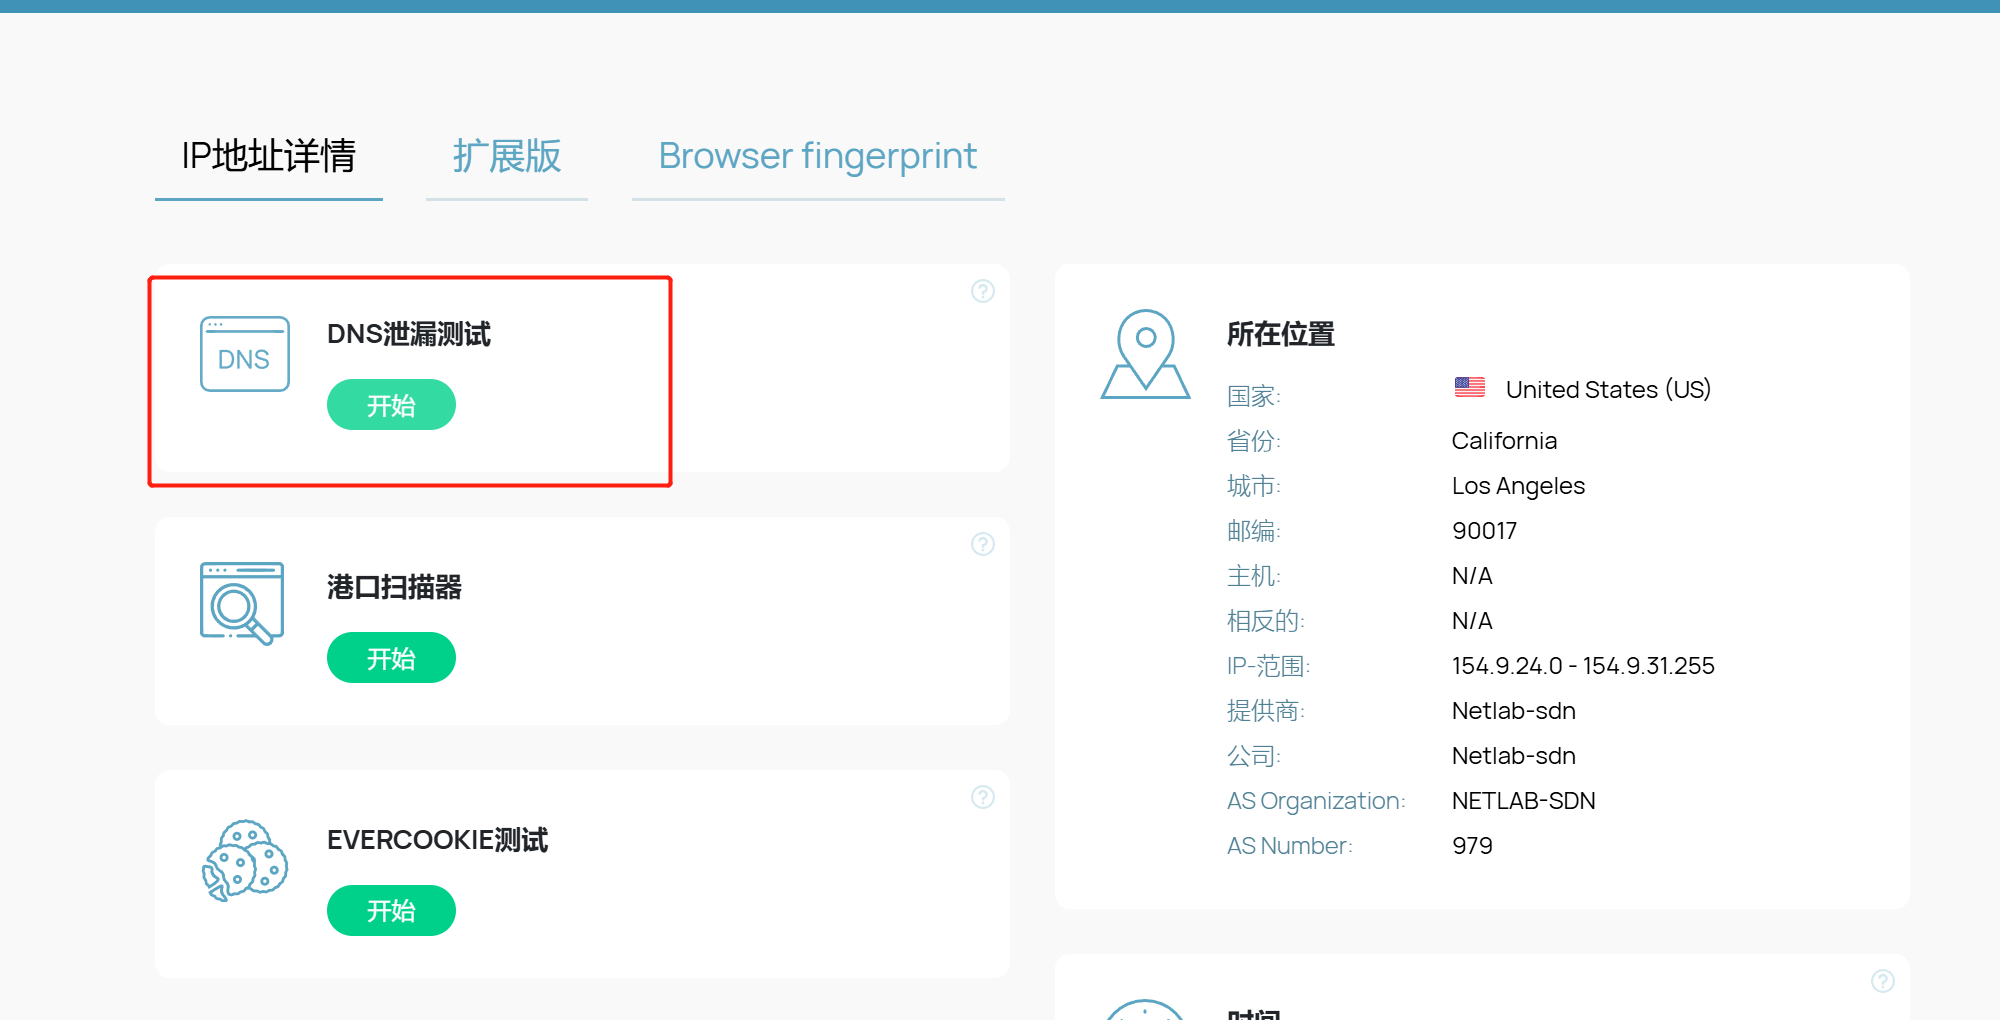 IP地址详情
扩展版
Browser fingerprint
DNS
DNS泄漏测试
开始
港口扫描器
开始
EVERCOOKIE测试
开始
所在位置
国家: United States (US)
省份: California
城市: Los Angeles
邮编: 90017
主机: N/A
相反的: N/A
IP-范围: 154.9.24.0 - 154.9.31.255
提供商: Netlab-sdn
公司: Netlab-sdn
AS Organization: NETLAB-SDN
AS Number: 979
时间